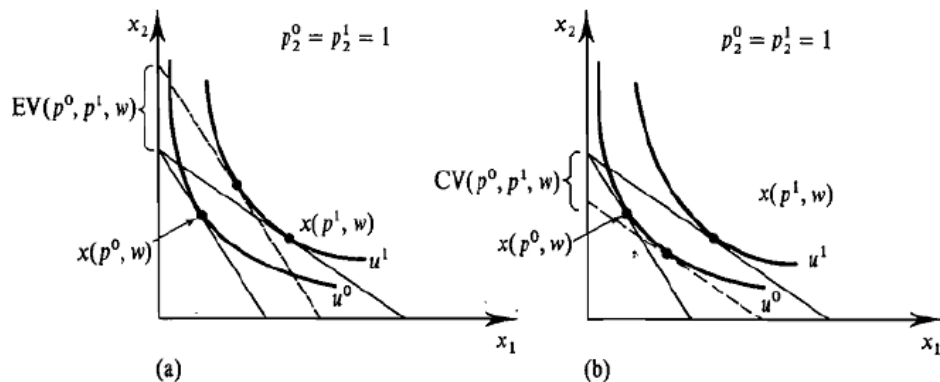 x₂
p₂⁰ = p₂¹ = 1
EV(p⁰, p¹, w)
x(p¹, w)
x(p⁰, w)
u¹
u⁰
x₁
(a)
x₂
p₂⁰ = p₂¹ = 1
CV(p⁰, p¹, w)
x(p¹, w)
x(p⁰, w)
u¹
u⁰
x₁
(b)